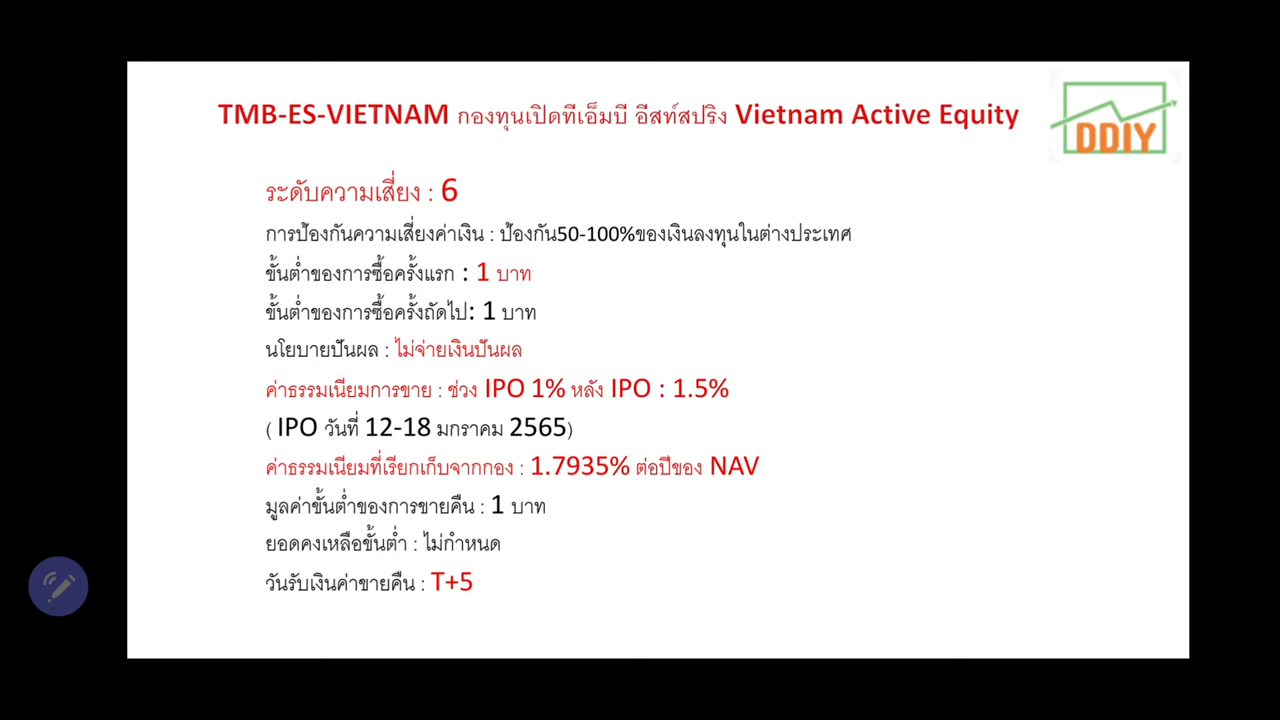 TMB-ES-VIETNAM กองทุนเปิดทีเอ็มบี อีสท์สปริง Vietnam Active Equity
DDIY
ระดับความเสี่ยง : 6
การป้องกันความเสี่ยงค่าเงิน : ป้องกัน50-100%ของเงินลงทุนในต่างประเทศ
ขั้นต่ำของการซื้อครั้งแรก : 1 บาท
ขั้นต่ำของการซื้อครั้งถัดไป: 1 บาท
นโยบายปันผล : ไม่จ่ายเงินปันผล
ค่าธรรมเนียมการขาย : ช่วง IPO 1% หลัง IPO : 1.5%
( IPO วันที่ 12-18 มกราคม 2565)
ค่าธรรมเนียมที่เรียกเก็บจากกอง : 1.7935% ต่อปีของ NAV
มูลค่าขั้นต่ำของการขายคืน : 1 บาท
ยอดคงเหลือขั้นต่ำ : ไม่กำหนด
วันรับเงินค่าขายคืน : T+5